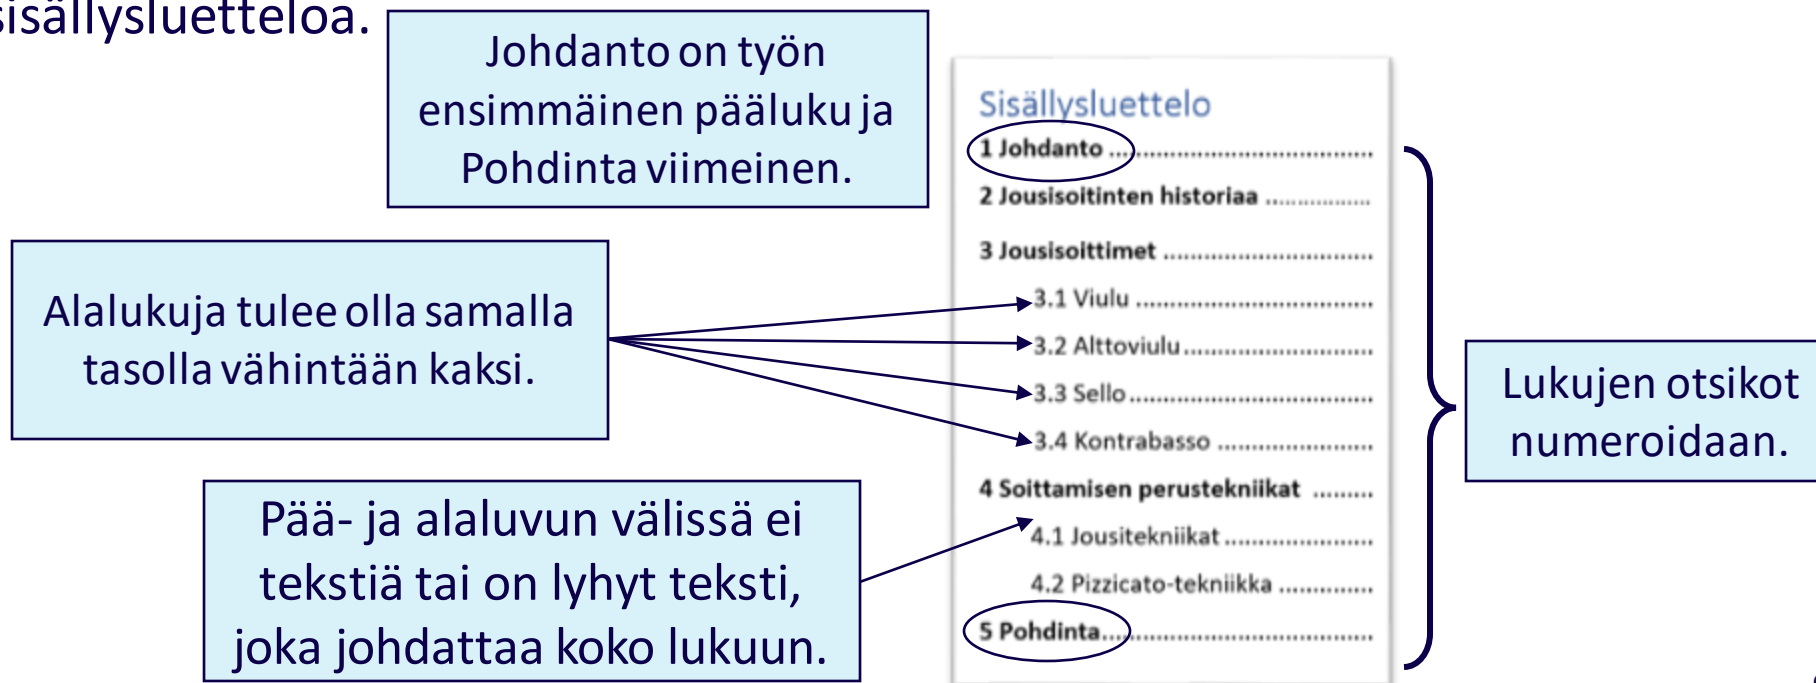 sisällysluetteloa.
Johdanto on työn
ensimmäinen pääluku ja
Pohdinta viimeinen.
Alalukuja tulee olla samalla
tasolla vähintään kaksi.
Pää- ja alaluvun välissä ei
tekstiä tai on lyhyt teksti,
joka johdattaa koko lukuun.
Sisällysluettelo
1 Johdanto ........................................
2 Jousisoitinten historiaa .................
3 Jousisoittimet ................................
3.1 Viulu ....................................
3.2 Alttoviulu.............................
3.3 Sello.....................................
3.4 Kontrabasso ........................
4 Soittamisen perustekniikat .........
4.1 Jousitekniikat.......................
4.2 Pizzicato-tekniikka ..............
5 Pohdinta.........................................
Lukujen otsikot
numeroidaan.